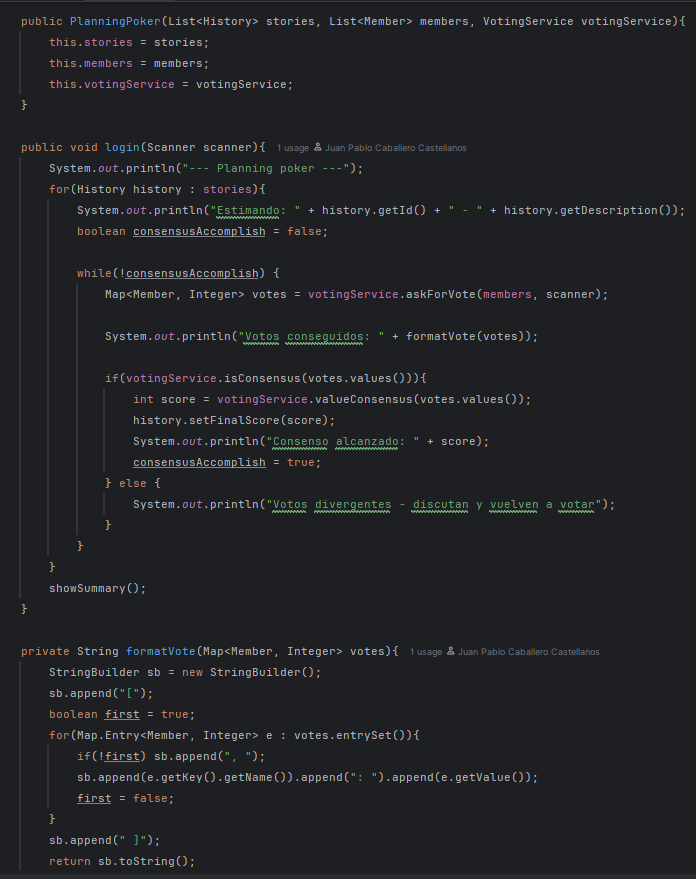 public PlanningPoker(List<History> stories, List<Member> members, VotingService votingService){
    this.stories = stories;
    this.members = members;
    this.votingService = votingService;
}

public void login(Scanner scanner){ 1 usage Juan Pablo Caballero Castellanos
    System.out.println("--- Planning poker ---");
    for(History history : stories){
        System.out.println("Estimando: " + history.getId() + " - " + history.getDescription());
        boolean consensusAccomplish = false;

        while(!consensusAccomplish) {
            Map<Member, Integer> votes = votingService.askForVote(members, scanner);

            System.out.println("Votos conseguidos: " + formatVote(votes));

            if(votingService.isConsensus(votes.values())){
                int score = votingService.valueConsensus(votes.values());
                history.setFinalScore(score);
                System.out.println("Consenso alcanzado: " + score);
                consensusAccomplish = true;
            } else {
                System.out.println("Votos divergentes - discutan y vuelven a votar");
            }
        }
    }
    showSummary();
}

private String formatVote(Map<Member, Integer> votes){ 1 usage Juan Pablo Caballero Castellanos
    StringBuilder sb = new StringBuilder();
    sb.append("[");
    boolean first = true;
    for(Map.Entry<Member, Integer> e : votes.entrySet()){
        if(!first) sb.append(", ");
        sb.append(e.getKey().getName()).append(": ").append(e.getValue());
        first = false;
    }
    sb.append(" ]");
    return sb.toString();